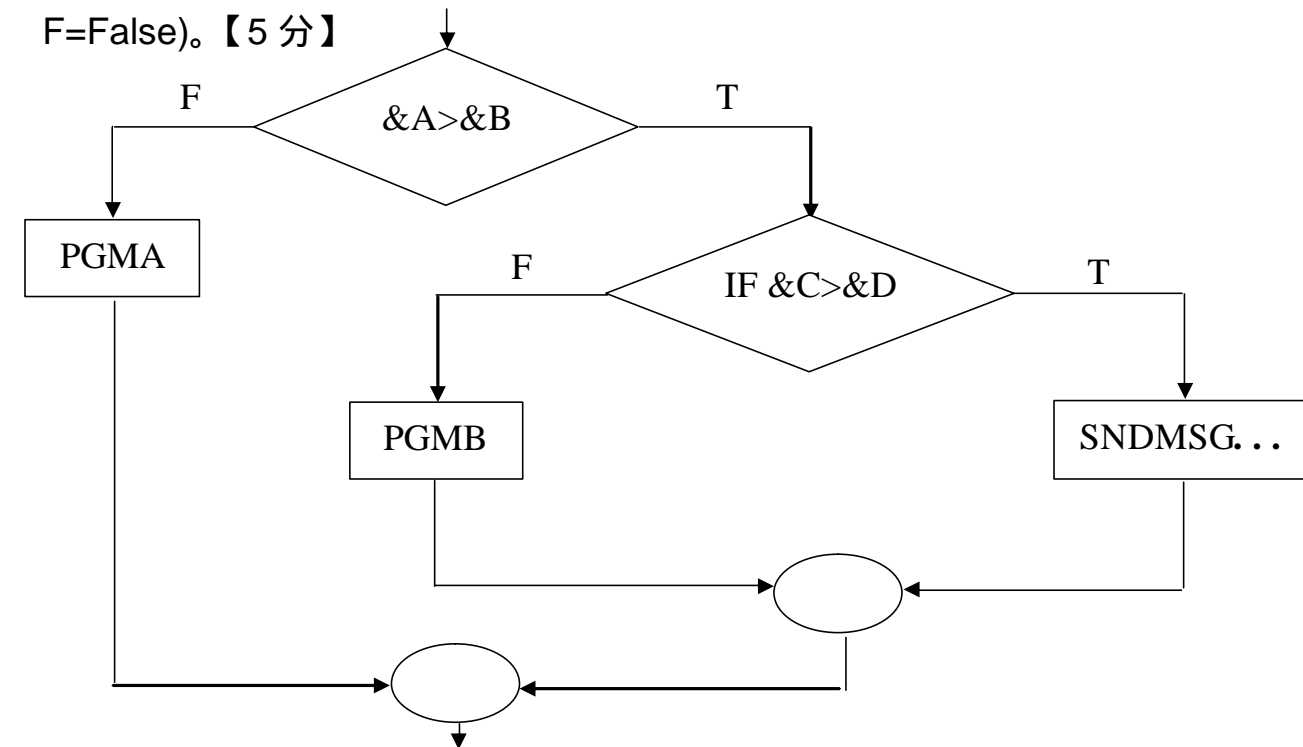 F=False)。【5 分】
F
&A>&B
T
PGMA
F
IF &C>&D
T
PGMB
SNDMSG...